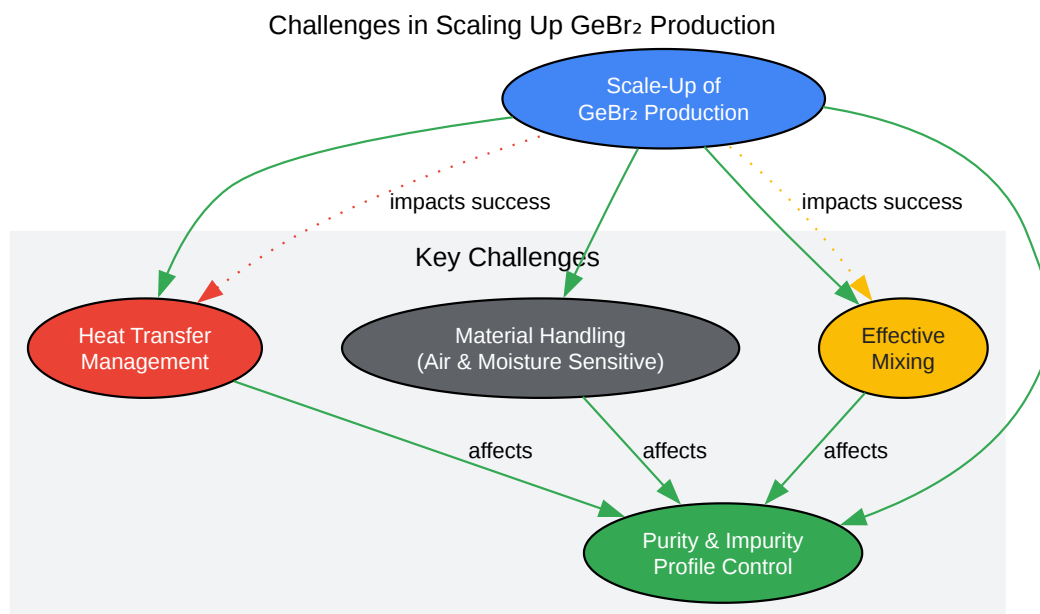 Challenges in Scaling Up GeBr₂ Production
Scale-Up of
GeBr₂ Production
impacts success
impacts success
Key Challenges
Heat Transfer
Management
Material Handling
(Air & Moisture Sensitive)
Effective
Mixing
affects
affects
affects
Purity & Impurity
Profile Control